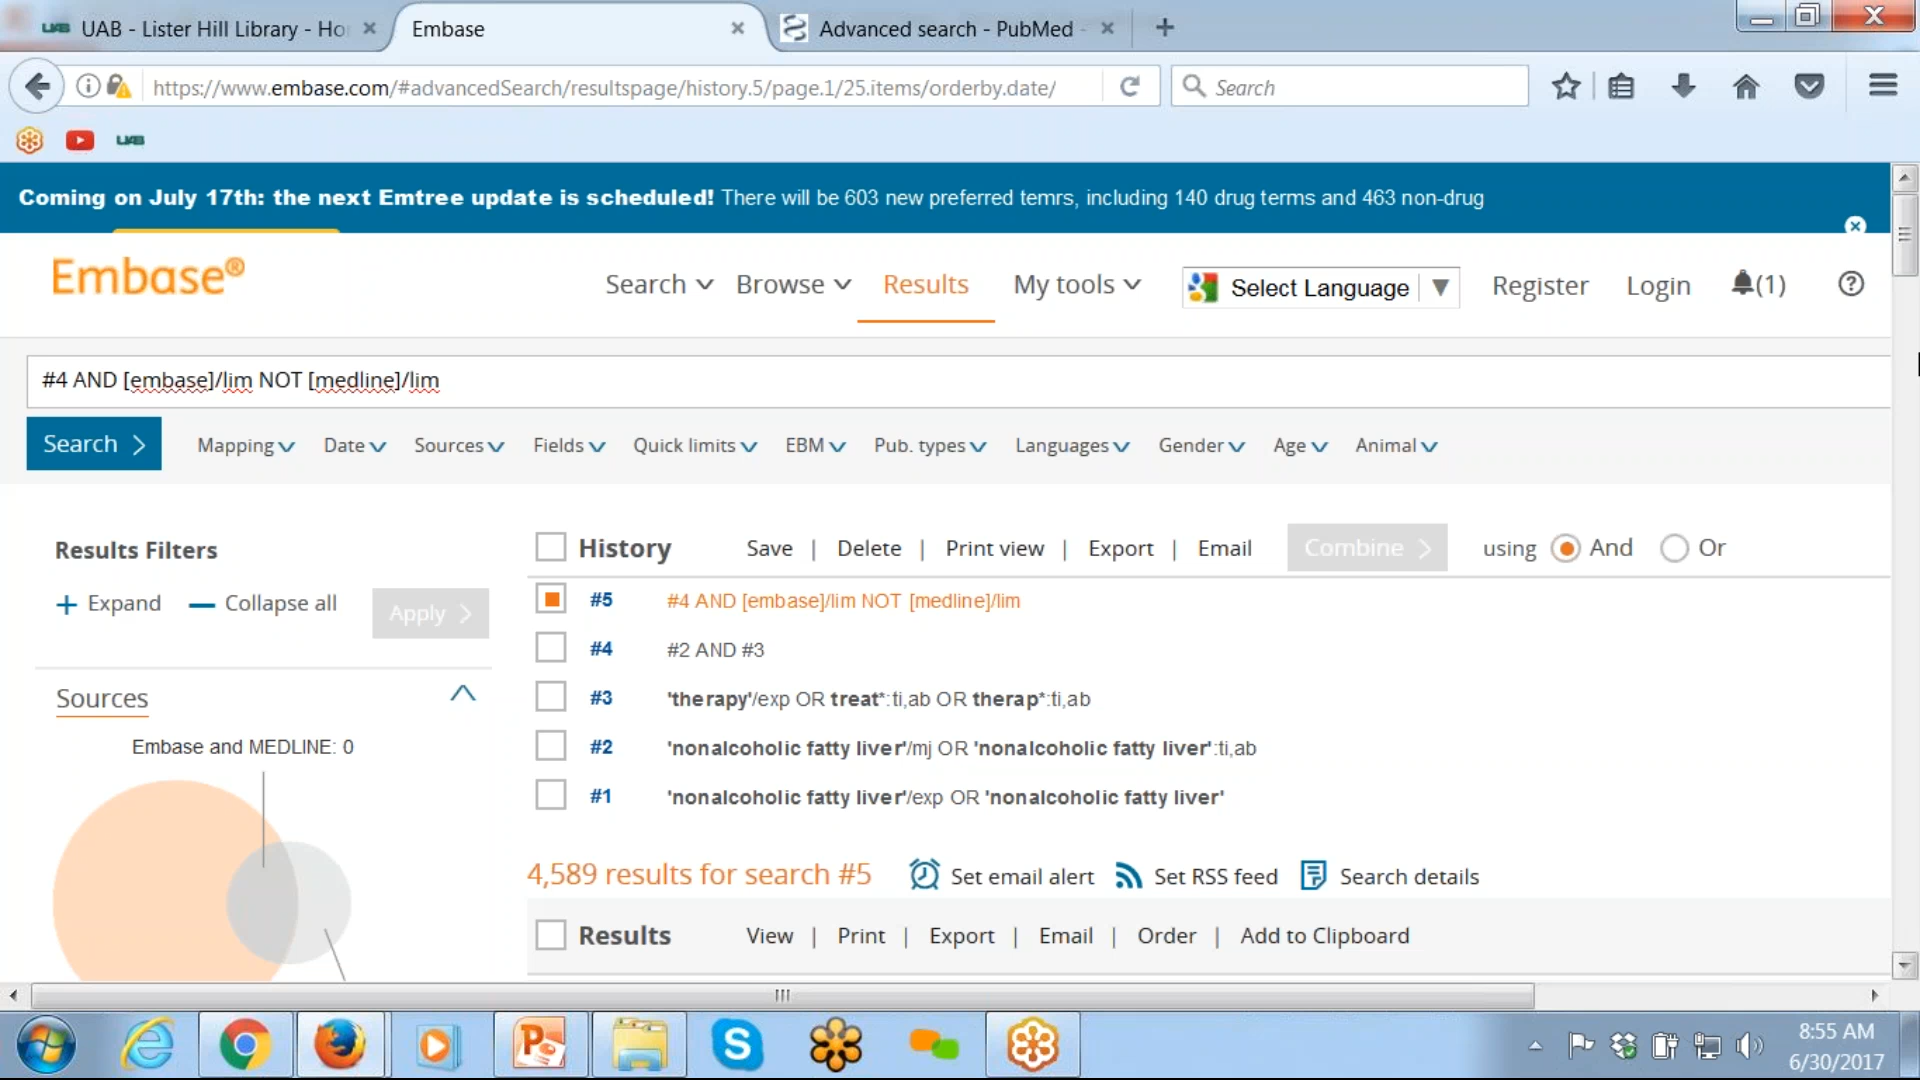 UAB UAB - Lister Hill Library - Ho
Embase
Advanced search - PubMed -
https://www.embase.com/#advancedSearch/resultspage/history.5/page.1/25.items/orderby.date/
Search
UAB
Coming on July 17th: the next Emtree update is scheduled! There will be 603 new preferred temrs, including 140 drug terms and 463 non-drug
Embase®
Search
Browse
Results
My tools
Select Language
Register
Login
(1)
#4 AND [embase]/lim NOT [medline]/lim
Search
Mapping
Date
Sources
Fields
Quick limits
EBM
Pub. types
Languages
Gender
Age
Animal
Results Filters
+ Expand — Collapse all
Apply
Sources
Embase and MEDLINE: 0
History
Save | Delete | Print view | Export | Email
Combine
using And Or
#5 #4 AND [embase]/lim NOT [medline]/lim
#4 #2 AND #3
#3 'therapy'/exp OR treat*:ti,ab OR therap*:ti,ab
#2 'nonalcoholic fatty liver'/mj OR 'nonalcoholic fatty liver':ti,ab
#1 'nonalcoholic fatty liver'/exp OR 'nonalcoholic fatty liver'
4,589 results for search #5
Set email alert
Set RSS feed
Search details
Results
View | Print | Export | Email | Order | Add to Clipboard
8:55 AM
6/30/2017